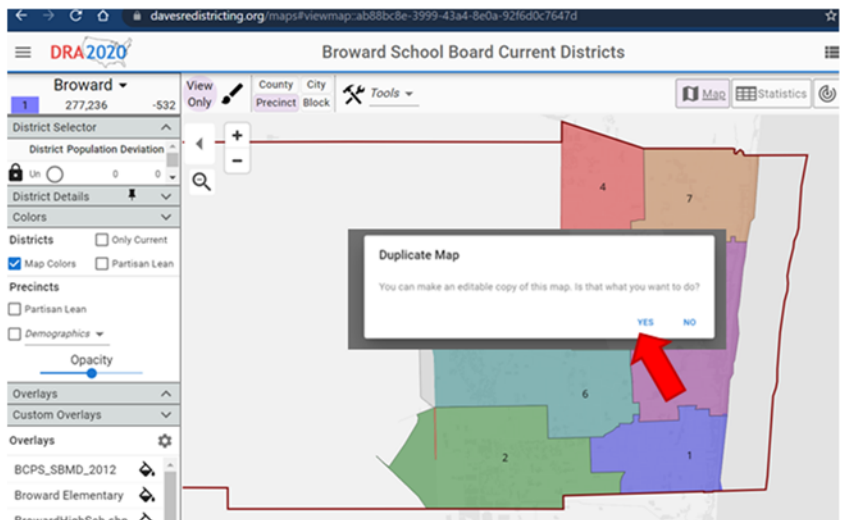 davesredistricting.org/maps#viewmap::ab88bc8e-3999-43a4-8e0a-92f6d0c7647d
DRA2020
Broward School Board Current Districts
Broward
1 277,236 -532
View Only
County City
Precinct Block
Tools
Map
Statistics
District Selector
District Population Deviation
Un 0 0
District Details
Colors
Districts
Only Current
Map Colors
Partisan Lean
Precincts
Partisan Lean
Demographics
Opacity
Overlays
Custom Overlays
Overlays
BCPS_SBMD_2012
Broward Elementary
+
-
4
7
Duplicate Map
You can make an editable copy of this map. Is that what you want to do?
YES NO
6
2
1